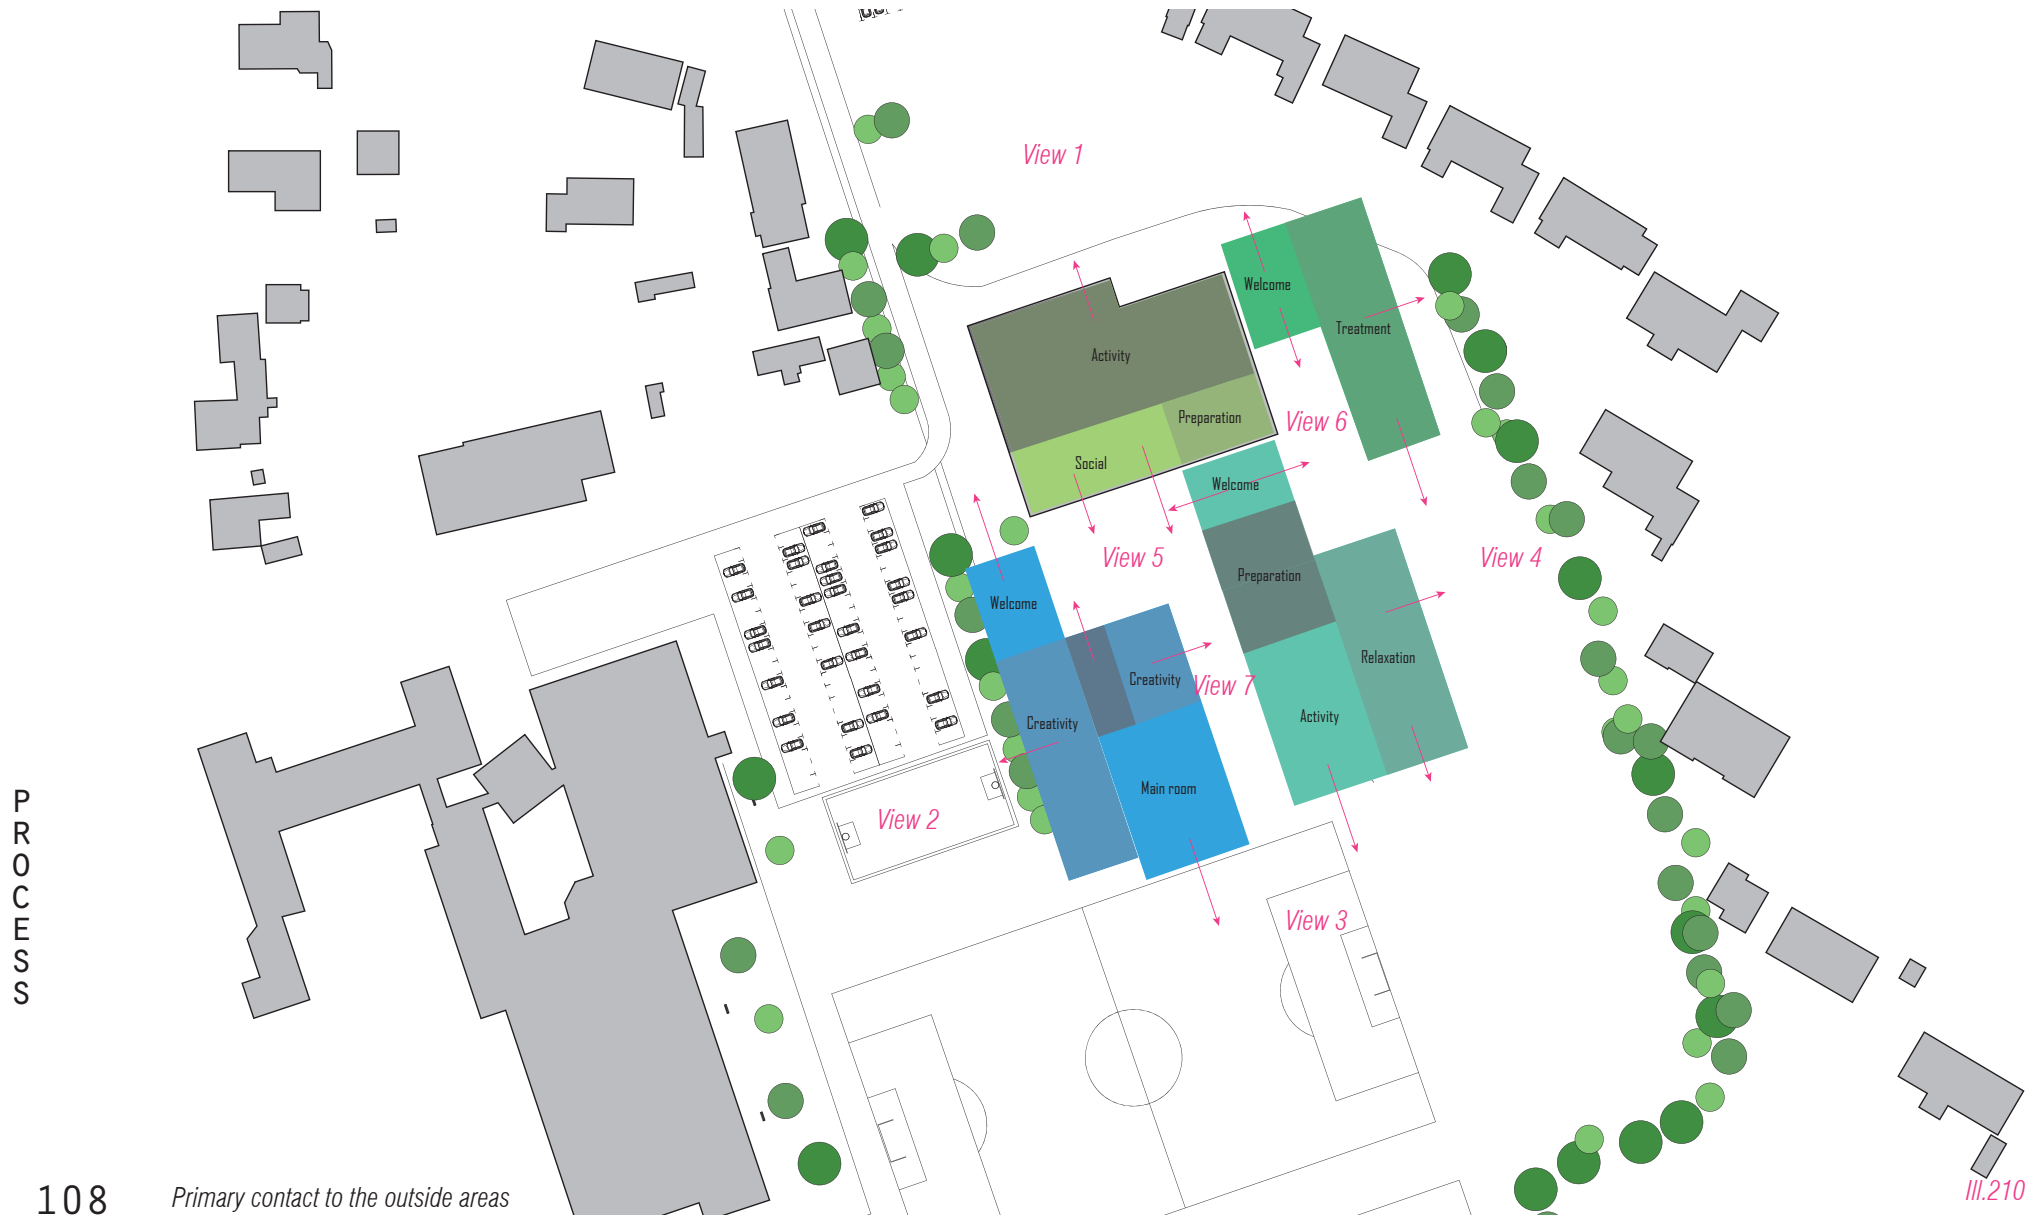 View 1
Welcome
Treatment
Activity
Preparation
View 6
Social
Welcome
View 5
View 4
Preparation
Welcome
Relaxation
Creativity
View 7
Creativity
Activity
Main room
View 2
View 3
PROCESS
108
Primary contact to the outside areas
Ill.210